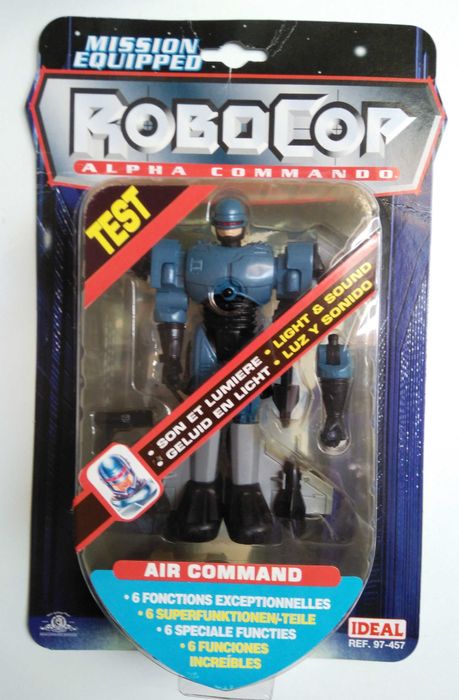 MISSION
EQUIPPED
ROBOCOP
ALPHA COMMANDO
TEST
• SON ET LUMIERE • LIGHT & SOUND
• GELUID EN LICHT • LUZ Y SONIDO
AIR COMMAND
• 6 FONCTIONS EXCEPTIONNELLES
• 6 SUPERFUNKTIONEN/-TEILE
• 6 SPECIALE FUNCTIES
• 6 FUNCIONES
INCREÍBLES
IDEAL
REF. 97-457